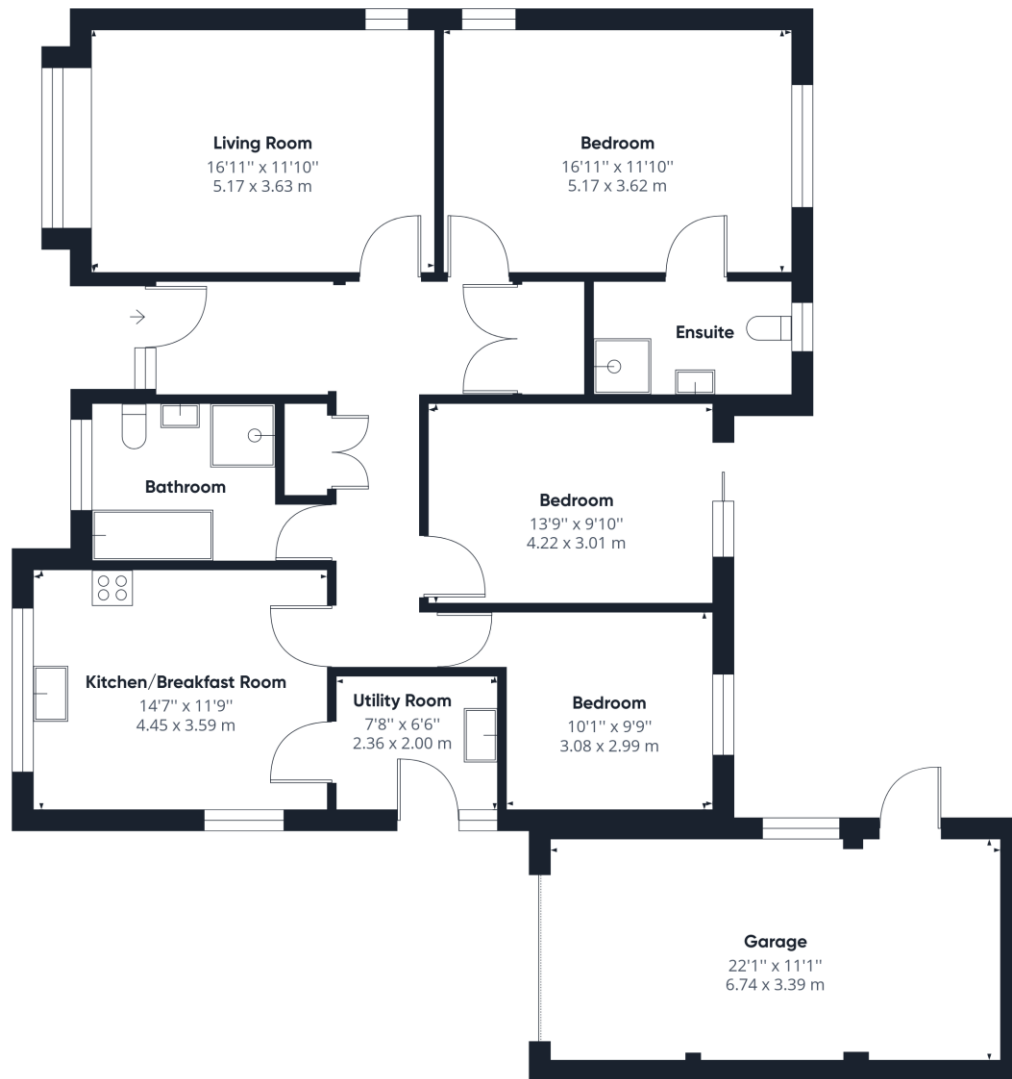 Living Room
16'11'' x 11'10''
5.17 x 3.63 m
Bedroom
16'11'' x 11'10''
5.17 x 3.62 m
Ensuite
Bathroom
Bedroom
13'9'' x 9'10''
4.22 x 3.01 m
Kitchen/Breakfast Room
14'7'' x 11'9''
4.45 x 3.59 m
Utility Room
7'8'' x 6'6''
2.36 x 2.00 m
Bedroom
10'1'' x 9'9''
3.08 x 2.99 m
Garage
22'1'' x 11'1''
6.74 x 3.39 m